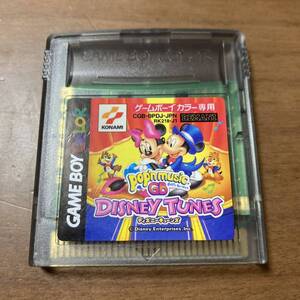 ゲームボーイカラー専用
KONAMI
CGB-BPDJ-JPN
RK218-J1
BEMANI
GAME BOY COLOR
pop'n music
GB
DISNEY TUNES
ディズニーチューンズ
© Disney Enterprises, Inc.